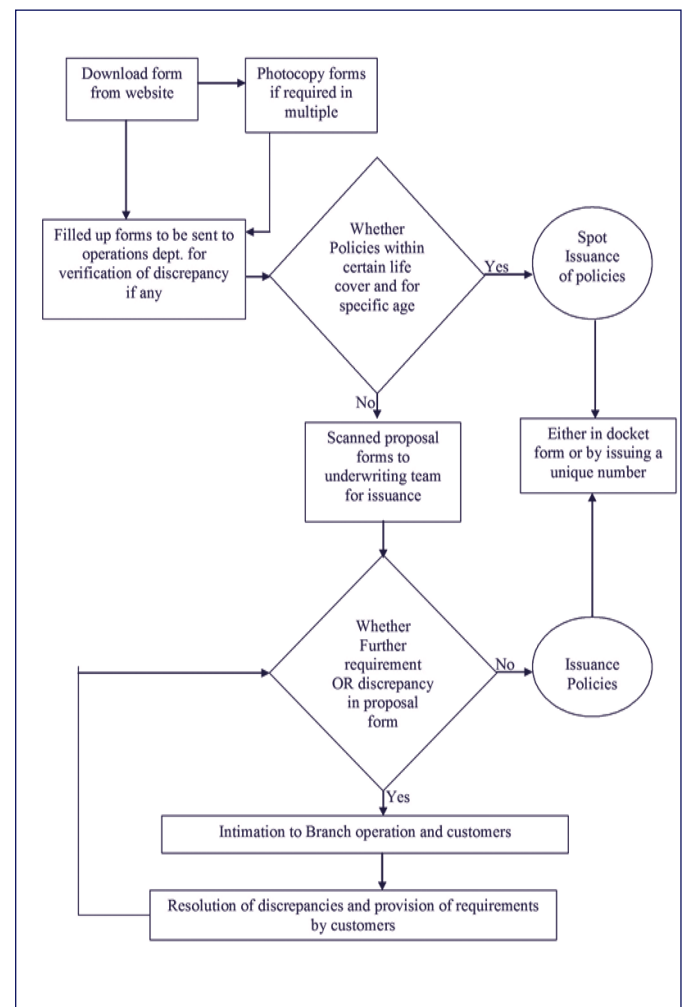 Download form
from website
Photocopy forms
if required in
multiple
Filled up forms to be sent to
operations dept. for
verification of discrepancy
if any
Whether
Policies within
certain life
cover and for
specific age
Yes
Spot
Issuance
of policies
No
Scanned proposal
forms to
underwriting team
for issuance
Either in docket
form or by issuing a
unique number
Whether
Further
requirement
OR discrepancy
in proposal
form
No
Issuance
Policies
Yes
Intimation to Branch operation and customers
Resolution of discrepancies and provision of requirements
by customers